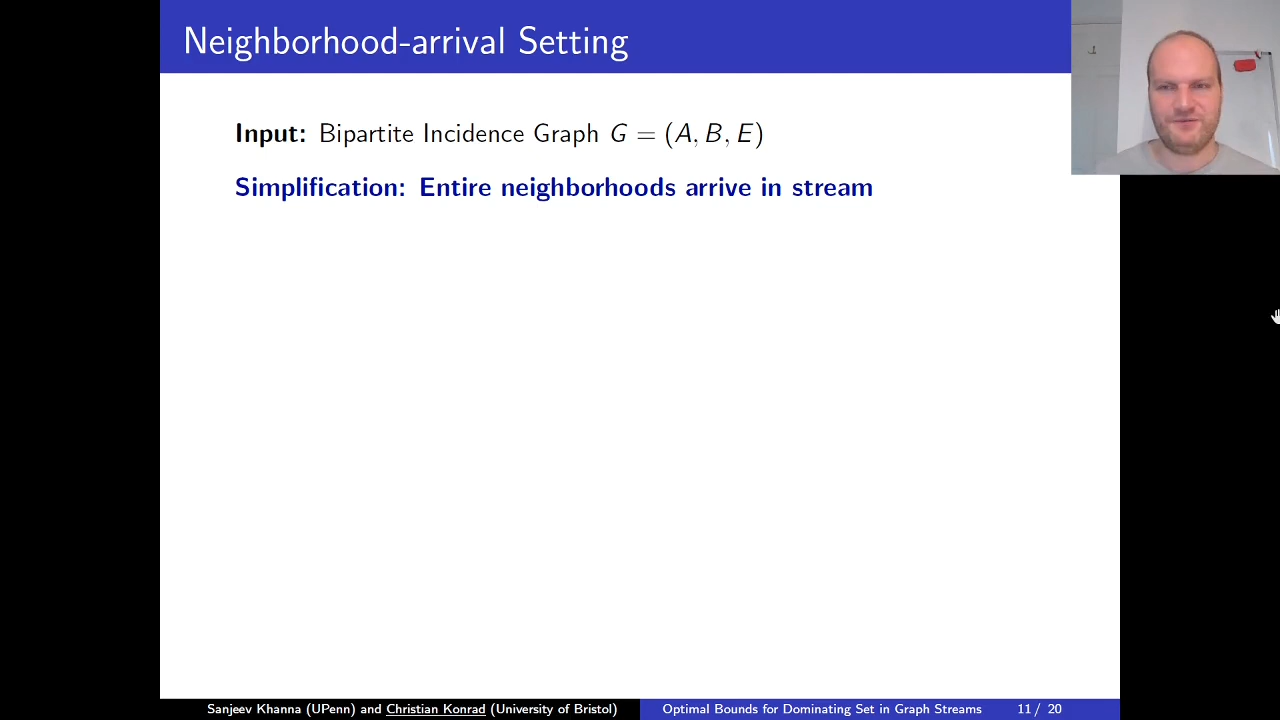 Neighborhood-arrival Setting
Input: Bipartite Incidence Graph G = (A, B, E)
Simplification: Entire neighborhoods arrive in stream
Sanjeev Khanna (UPenn) and Christian Konrad (University of Bristol)
Optimal Bounds for Dominating Set in Graph Streams
11 / 20